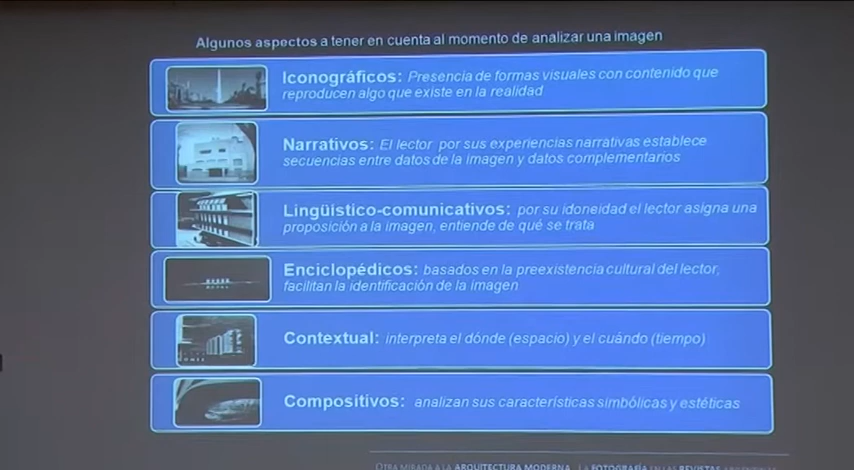 Algunos aspectos a tener en cuenta al momento de analizar una imagen
Iconográficos: Presencia de formas visuales con contenido que
reproducen algo que existe en la realidad
Narrativos: El lector por sus experiencias narrativas establece
secuencias entre datos de la imagen y datos complementarios
Lingüístico-comunicativos: por su idoneidad el lector asigna una
proposición a la imagen, entiende de qué se trata
Enciclopédicos: basados en la preexistencia cultural del lector,
facilitan la identificación de la imagen
Contextual: interpreta el dónde (espacio) y el cuándo (tiempo)
Compositivos: analizan sus características simbólicas y estéticas
OTRA MIRADA A LA ARQUITECTURA MODERNA LA FOTOGRAFÍA EN LAS REVISTAS